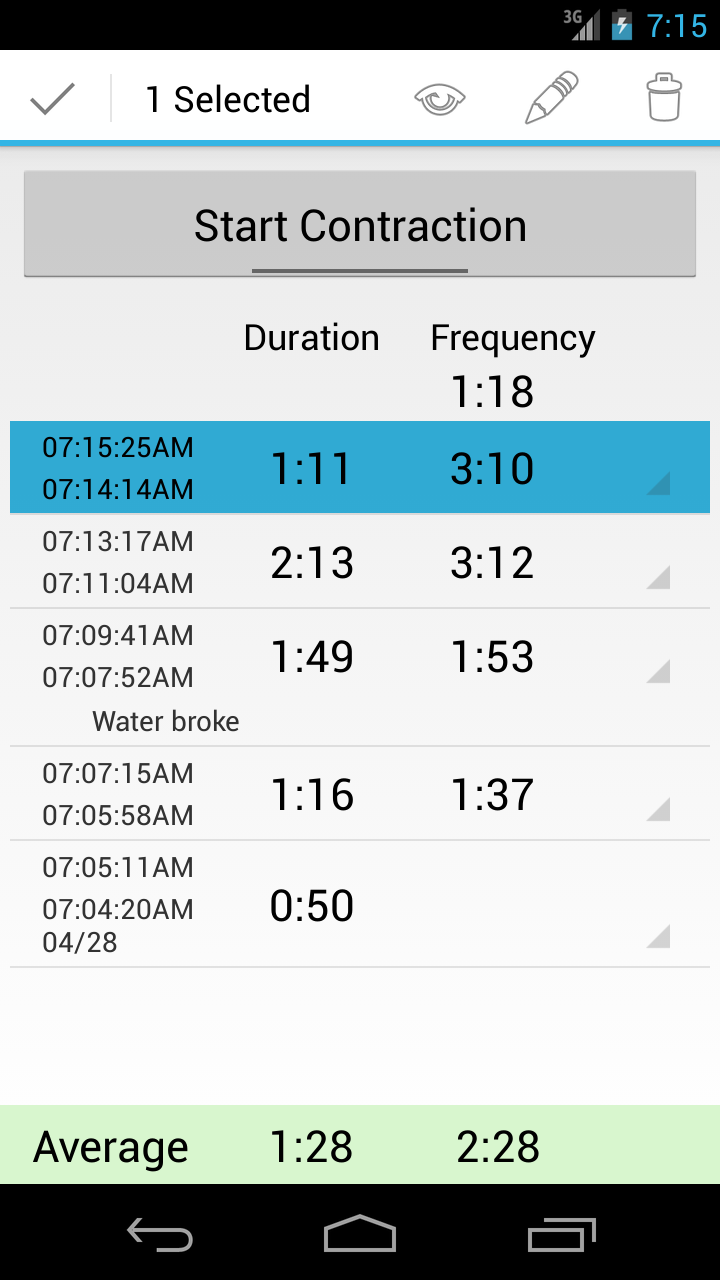 3G 7:15
1 Selected
Start Contraction
Duration Frequency
1:18
07:15:25AM
07:14:14AM
1:11 3:10
07:13:17AM
07:11:04AM
2:13 3:12
07:09:41AM
07:07:52AM
1:49 1:53
Water broke
07:07:15AM
07:05:58AM
1:16 1:37
07:05:11AM
07:04:20AM
04/28
0:50
Average 1:28 2:28